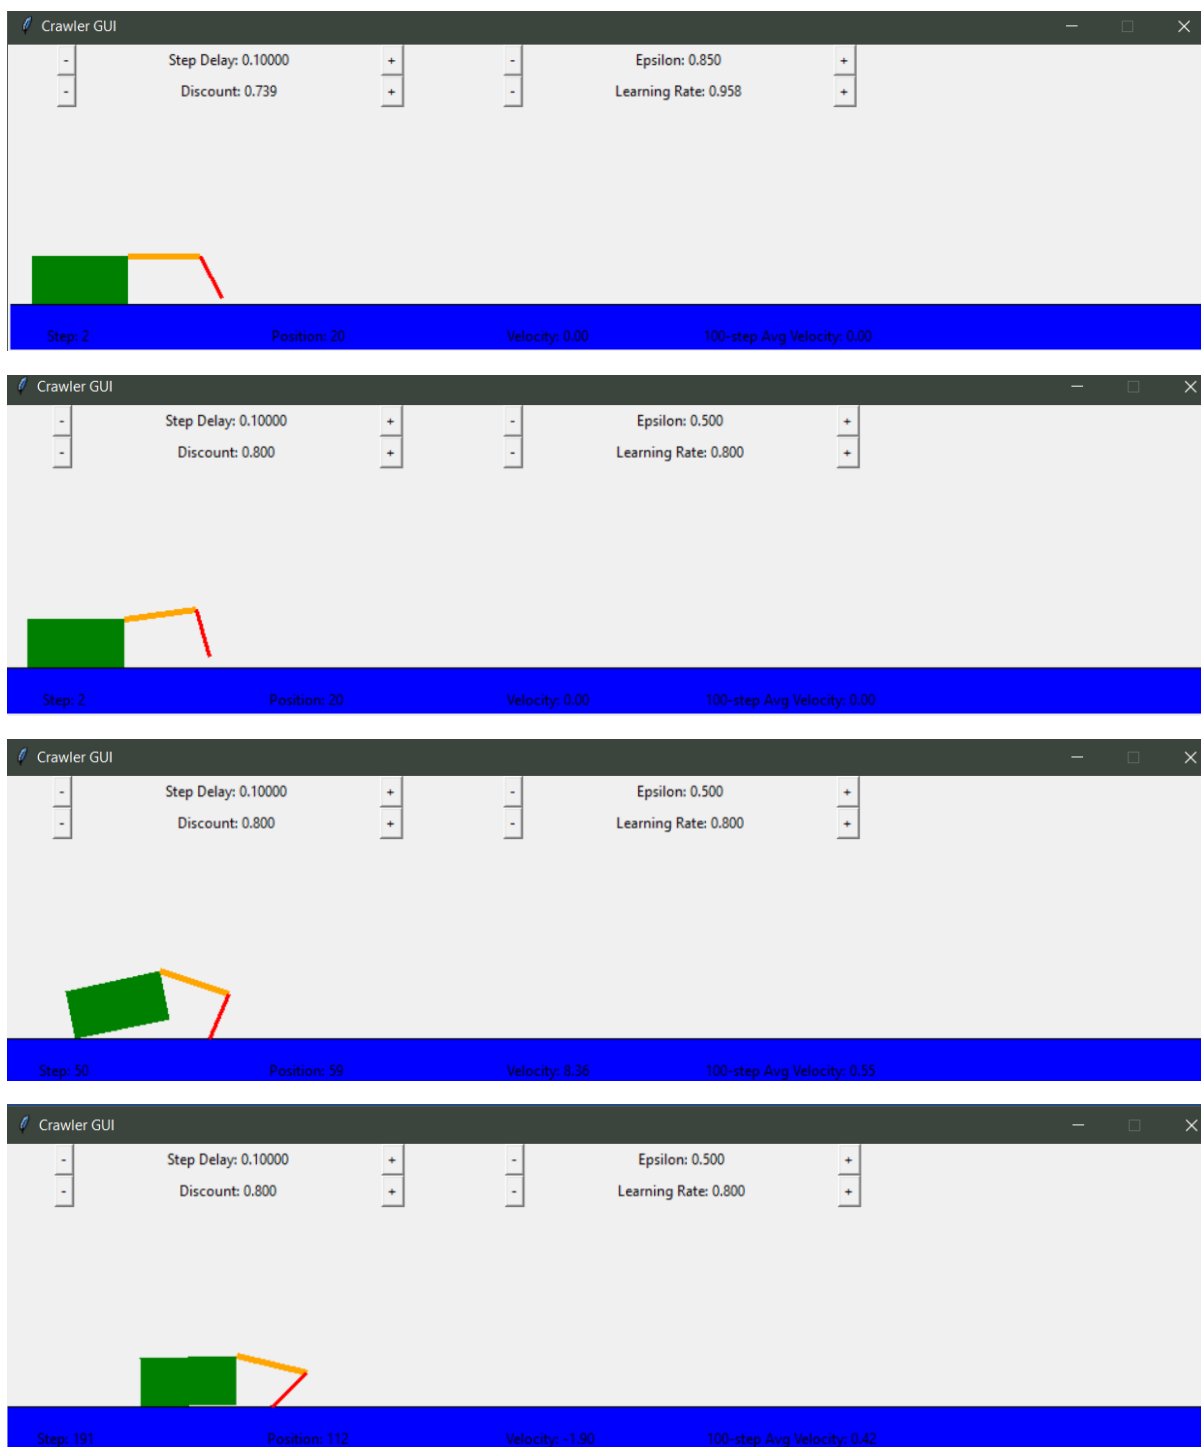 Crawler GUI
- Step Delay: 0.10000 + - Epsilon: 0.850 +
- Discount: 0.739 + - Learning Rate: 0.958 +
Step: 2 Position: 20 Velocity: 0.00 100-step Avg Velocity: 0.00
Crawler GUI
- Step Delay: 0.10000 + - Epsilon: 0.500 +
- Discount: 0.800 + - Learning Rate: 0.800 +
Step: 2 Position: 20 Velocity: 0.00 100-step Avg Velocity: 0.00
Crawler GUI
- Step Delay: 0.10000 + - Epsilon: 0.500 +
- Discount: 0.800 + - Learning Rate: 0.800 +
Step: 50 Position: 59 Velocity: 8.36 100-step Avg Velocity: 0.55
Crawler GUI
- Step Delay: 0.10000 + - Epsilon: 0.500 +
- Discount: 0.800 + - Learning Rate: 0.800 +
Step: 191 Position: 112 Velocity: -1.90 100-step Avg Velocity: 0.42